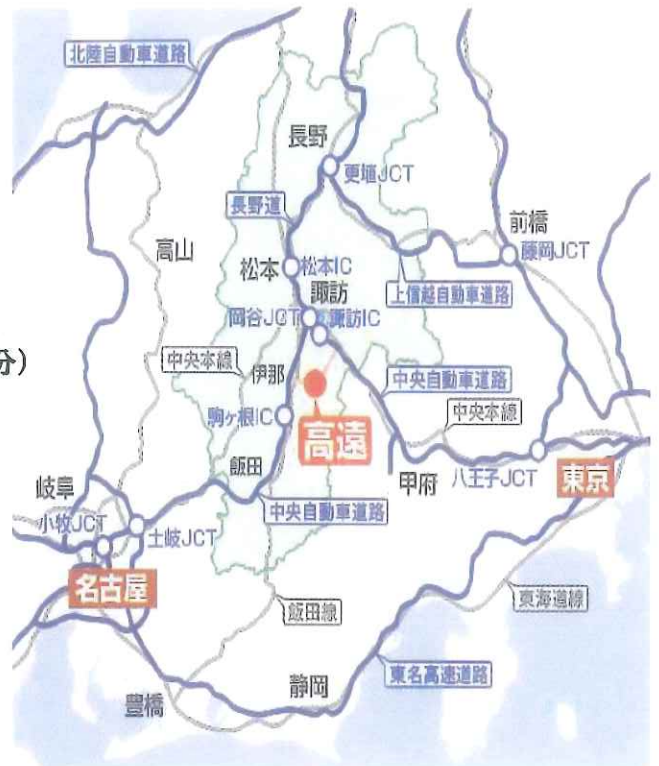 北陸自動車道路
長野
更埴JCT
長野道
前橋
藤岡JCT
高山
松本
松本IC
上信越自動車道路
諏訪
岡谷JCT
諏訪IC
分)
中央本線
伊那
中央自動車道路
駒ヶ根IC
中央本線
高遠
飯田
甲府
八王子JCT
東京
岐阜
小牧JCT
土岐JCT
中央自動車道路
名古屋
飯田線
東海道線
静岡
東名高速道路
豊橋